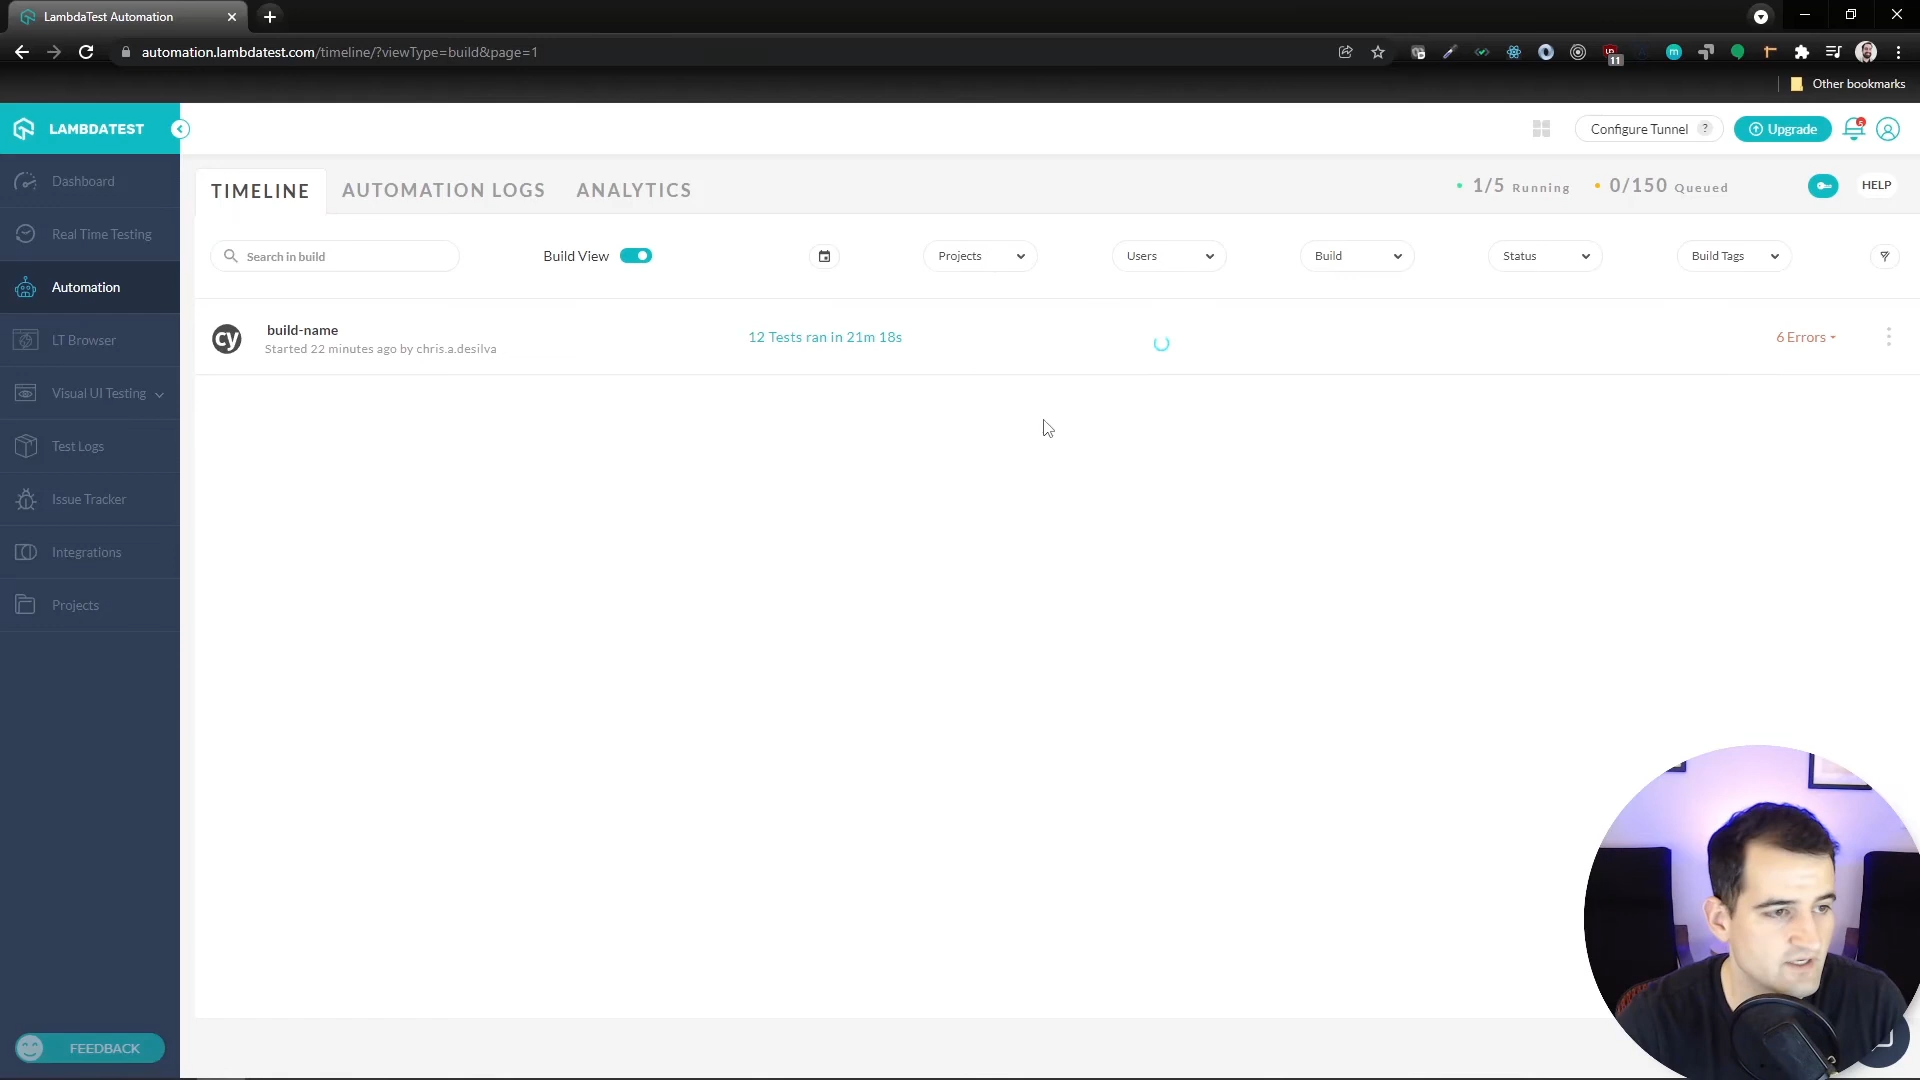 LambdaTest Automation
automation.lambdatest.com/timeline/?viewType=build&page=1
11
Other bookmarks
LAMBDATEST
Configure Tunnel ?
Upgrade
Dashboard
Real Time Testing
Automation
LT Browser
Visual UI Testing
Test Logs
Issue Tracker
Integrations
Projects
FEEDBACK
TIMELINE
AUTOMATION LOGS
ANALYTICS
1/5 Running
0/150 Queued
HELP
Search in build
Build View
Projects
Users
Build
Status
Build Tags
cy
build-name
Started 22 minutes ago by chris.a.desilva
12 Tests ran in 21m 18s
6 Errors